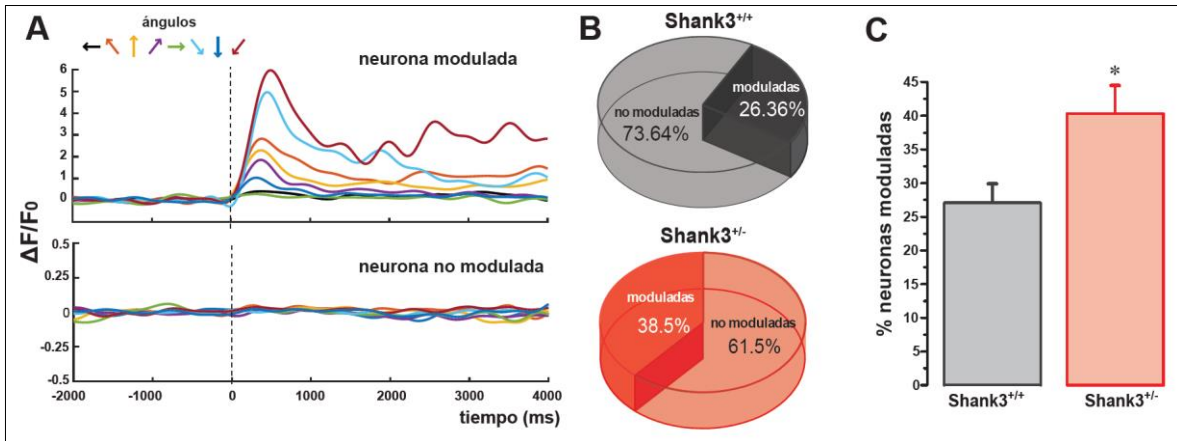 A
ángulos
neurona modulada
6
5
4
3
2
1
0
ΔF/F0
neurona no modulada
0.5
0.25
0
-0.25
-0.5
-2000 -1000 0 1000 2000 3000 4000
tiempo (ms)
B
Shank3+/+
moduladas
26.36%
no moduladas
73.64%
Shank3+/-
moduladas
38.5%
no moduladas
61.5%
C
% neuronas moduladas
45
40
35
30
25
20
15
10
5
0
*
Shank3+/+ Shank3+/-